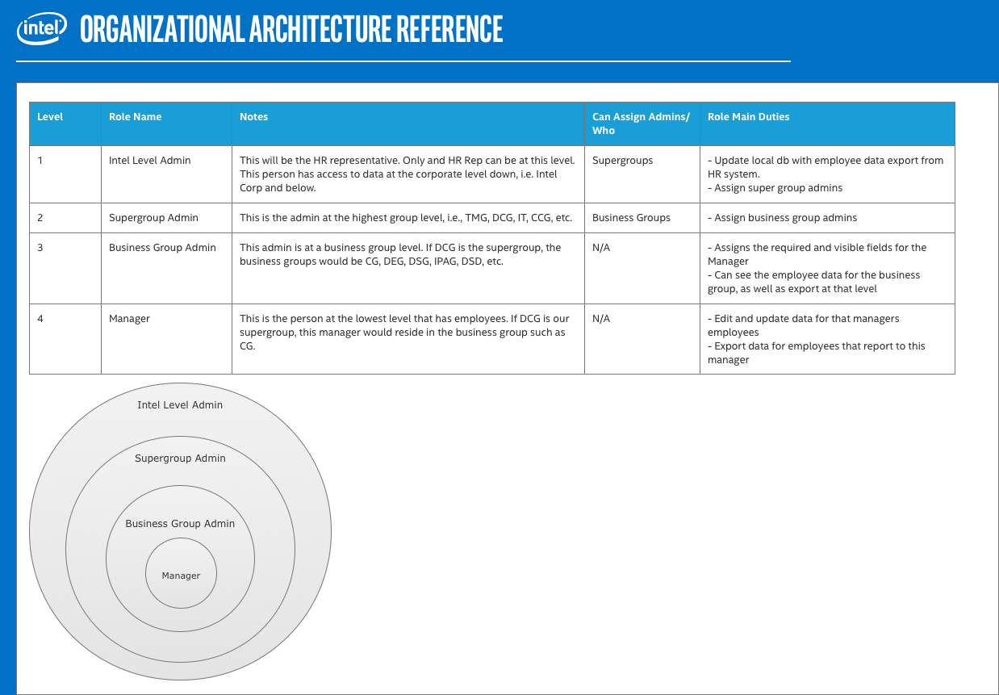 intel
ORGANIZATIONAL ARCHITECTURE REFERENCE
Level
Role Name
Notes
Can Assign Admins/
Who
Role Main Duties
1
Intel Level Admin
This will be the HR representative. Only and HR Rep can be at this level.
This person has access to data at the corporate level down, i.e. Intel
Corp and below.
Supergroups
- Update local db with employee data export from
HR system.
- Assign super group admins
2
Supergroup Admin
This is the admin at the highest group level, i.e., TMG, DCG, IT, CCG, etc.
Business Groups
- Assign business group admins
3
Business Group Admin
This admin is at a business group level. If DCG is the supergroup, the
business groups would be CG, DEG, DSG, IPAG, DSD, etc.
N/A
- Assigns the required and visible fields for the
Manager
- Can see the employee data for the business
group, as well as export at that level
4
Manager
This is the person at the lowest level that has employees. If DCG is our
supergroup, this manager would reside in the business group such as
CG.
N/A
- Edit and update data for that managers
employees
- Export data for employees that report to this
manager
Intel Level Admin
Supergroup Admin
Business Group Admin
Manager